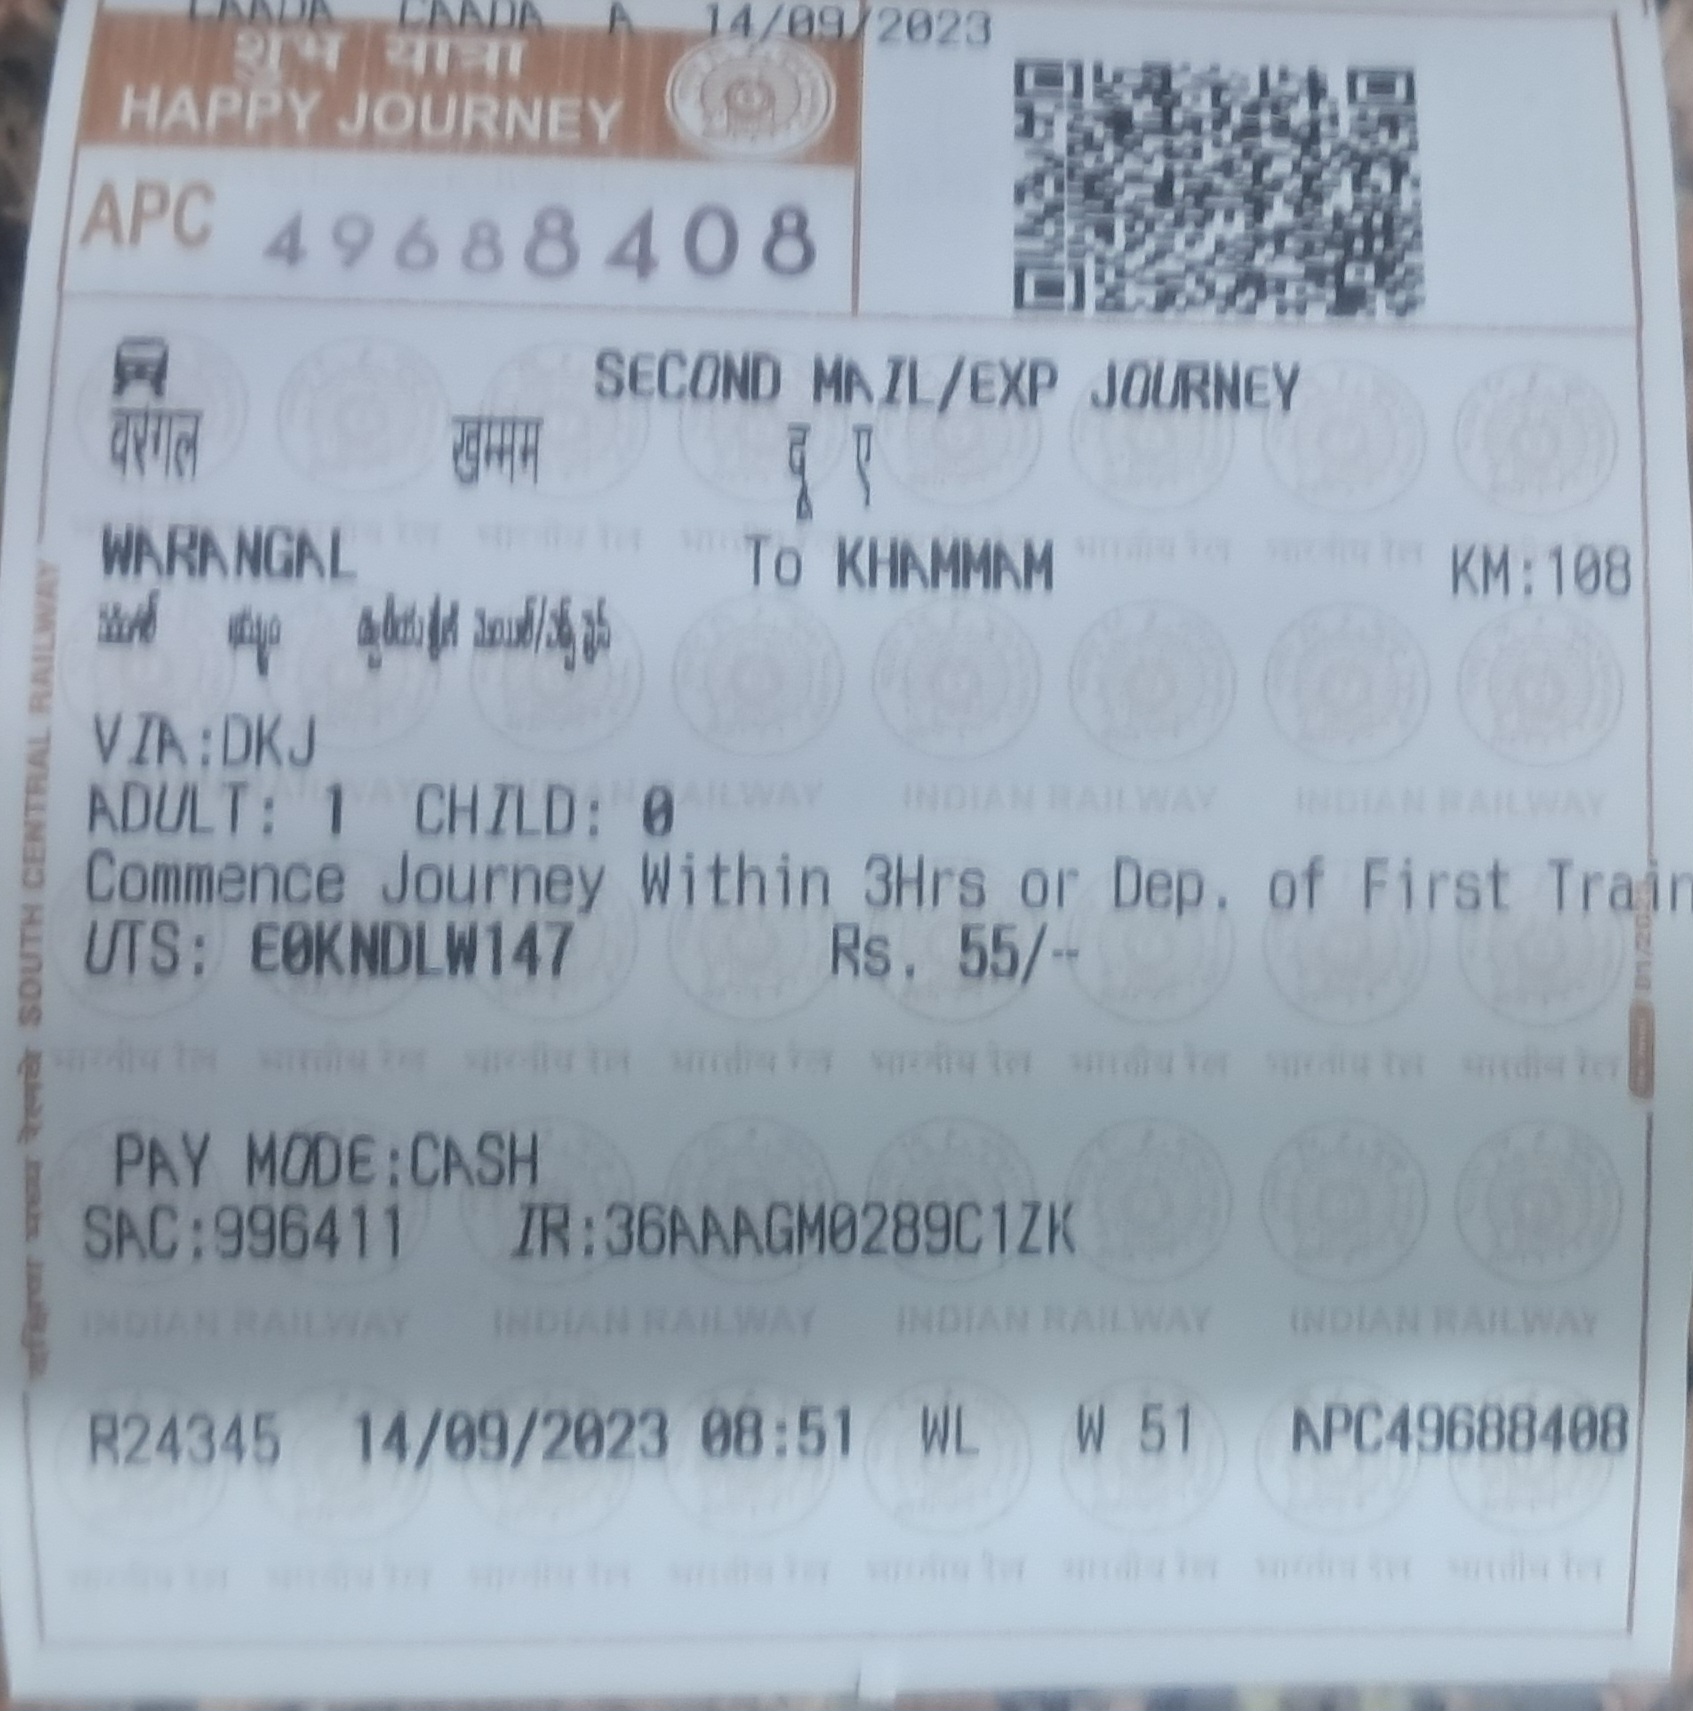 14/09/2023
शुभ यात्रा
HAPPY JOURNEY
APC 49688408
SECOND MAIL/EXP JOURNEY
वरंगल खम्मम दू ए
WARANGAL To KHAMMAM KM:108
VIA:DKJ
ADULT: 1 CHILD: 0
Commence Journey Within 3Hrs or Dep. of First Train
UTS: E0KNDLW147 Rs. 55/--
PAY MODE:CASH
SAC:996411 IR:36AAAGM0289C1ZK
R24345 14/09/2023 08:51 WL W 51 APC49688408
SOUTH CENTRAL RAILWAY
भारतीय रेल
INDIAN RAILWAY